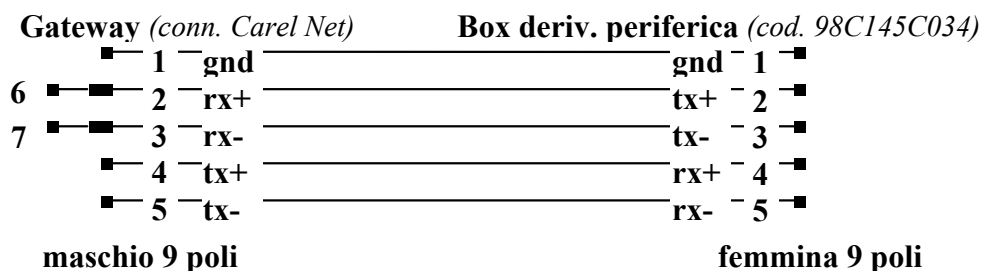 Gateway (conn. Carel Net) Box deriv. periferica (cod. 98C145C034)
1 gnd gnd 1
6 2 rx+ tx+ 2
7 3 rx- tx- 3
4 tx+ rx+ 4
5 tx- rx- 5
maschio 9 poli femmina 9 poli